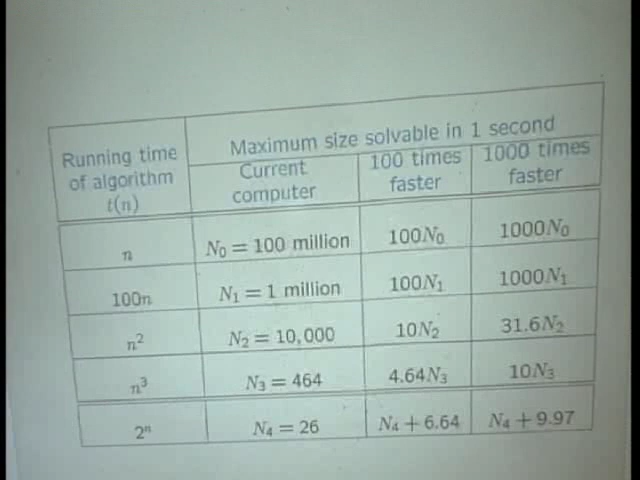 Running time of algorithm t(n) | Maximum size solvable in 1 second
Current computer | 100 times faster | 1000 times faster
n | N₀ = 100 million | 100N₀ | 1000N₀
100n | N₁ = 1 million | 100N₁ | 1000N₁
n² | N₂ = 10,000 | 10N₂ | 31.6N₂
n³ | N₃ = 464 | 4.64N₃ | 10N₃
2ⁿ | N₄ = 26 | N₄ + 6.64 | N₄ + 9.97